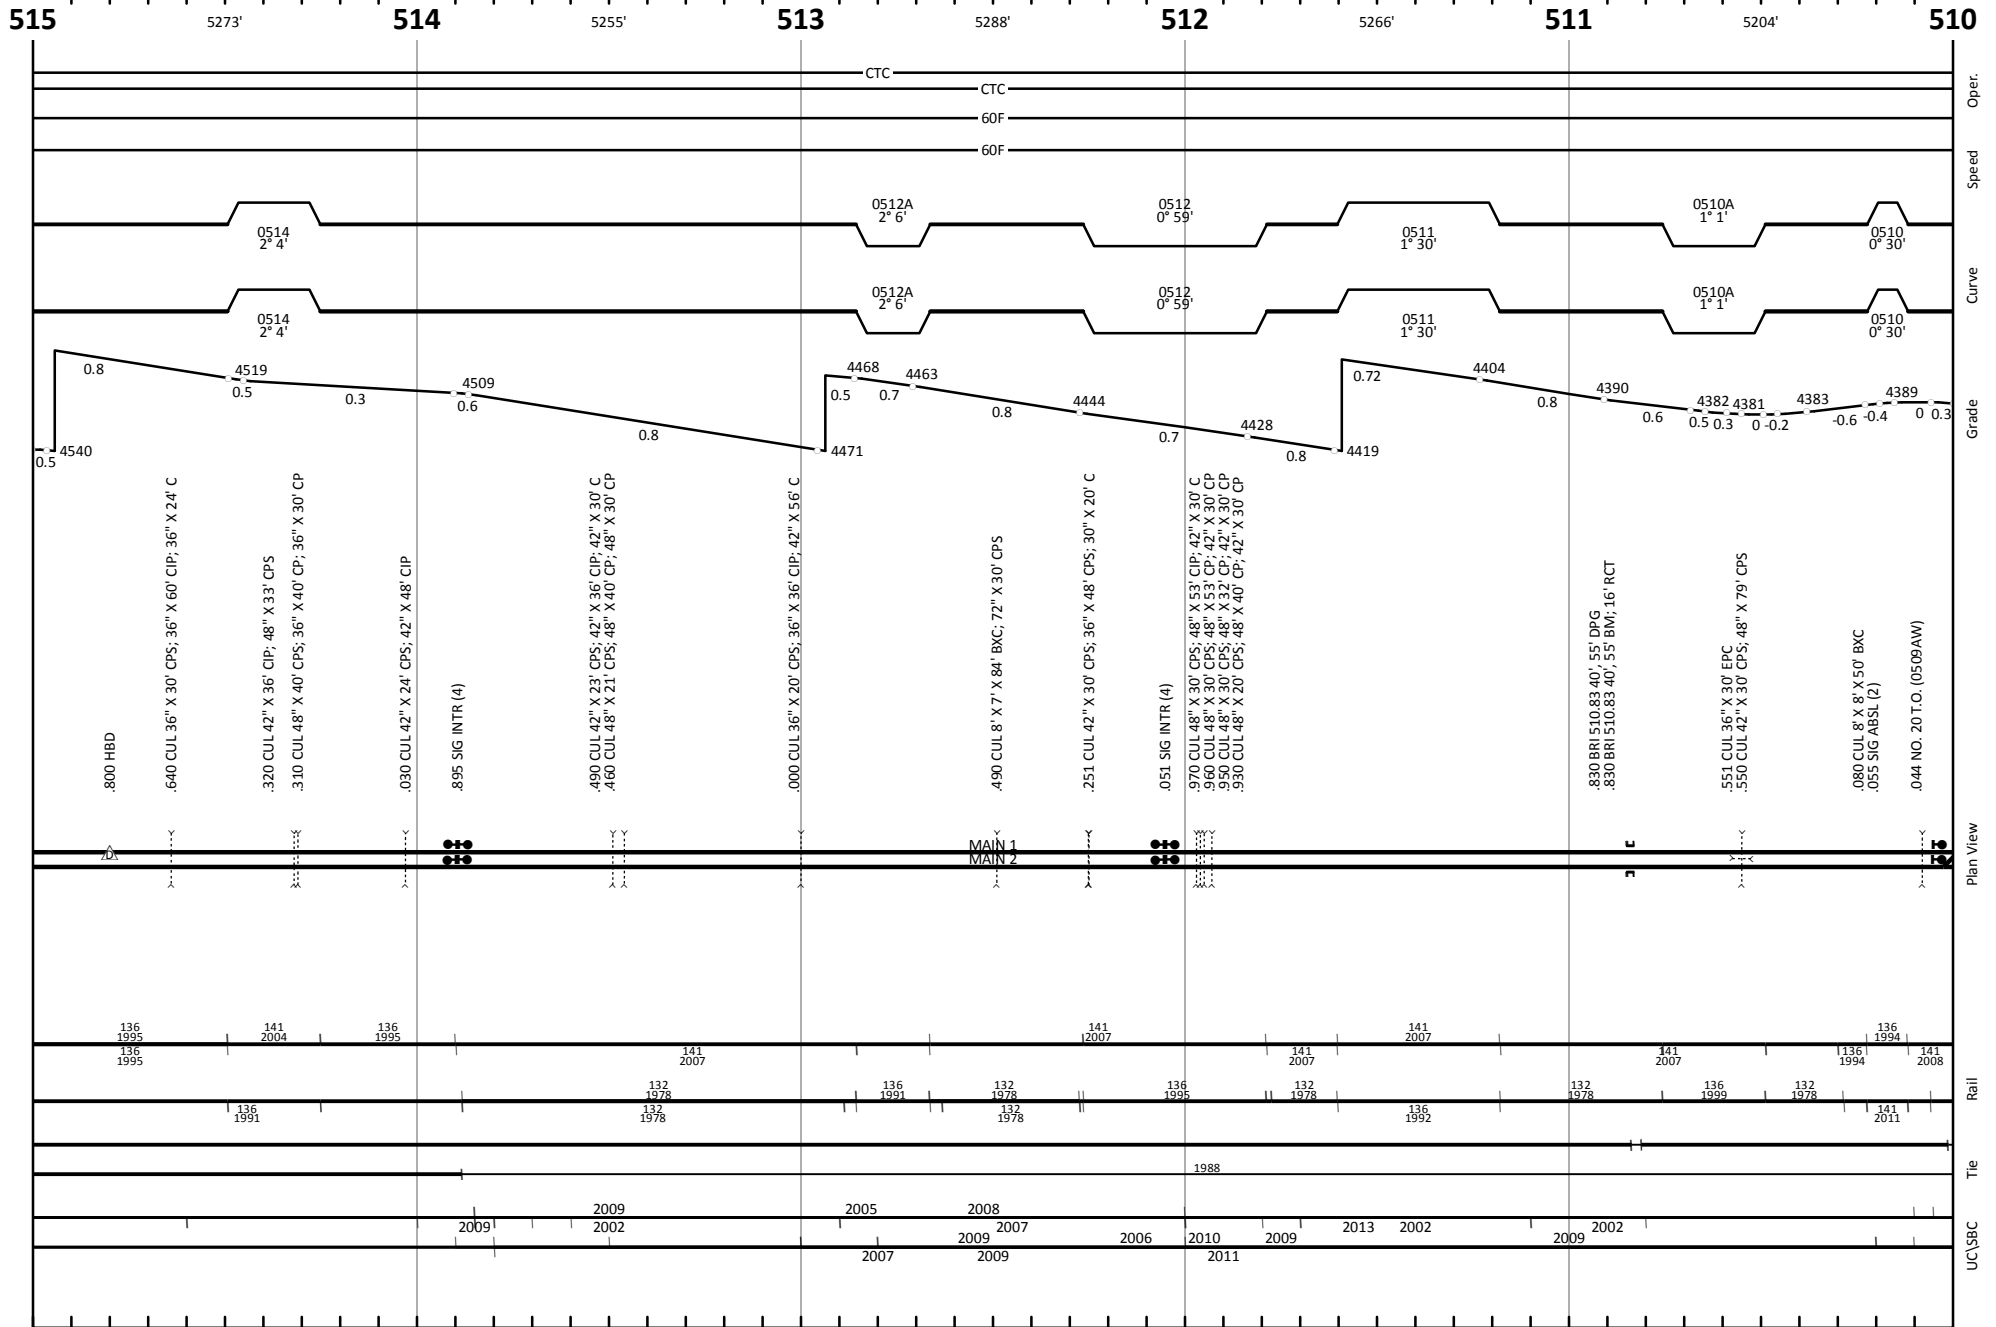 515 5273' 514 5255' 513 5288' 512 5266' 511 5204' 510
CTC
CTC
Oper.
60F
60F
Speed
0514
2° 4'
0512A
2° 6'
0512
0° 59'
0511
1° 30'
0510A
1° 1'
0510
0° 30'
Curve
0514
2° 4'
0512A
2° 6'
0512
0° 59'
0511
1° 30'
0510A
1° 1'
0510
0° 30'
Grade
0.5 4540 0.8 4519 0.5 0.3 4509 0.6 0.8 4471
4468 0.5 0.7 4463 0.8 4444 0.7 4428 0.8 4419
0.72 4404 0.8 4390 0.6 4382 0.5 0.3 4381 0 -0.2 4383 -0.6 -0.4 4389 0 0.3
.800 HBD
.640 CUL 36" X 30' CPS; 36" X 60' CIP; 36" X 24' C
.320 CUL 42" X 36' CIP; 48" X 33' CPS
.310 CUL 48" X 40' CPS; 36" X 40' CP; 36" X 30' CP
.030 CUL 42" X 24' CPS; 42" X 48' CIP
.895 SIG INTR (4)
.490 CUL 42" X 23' CPS; 42" X 36' CIP; 42" X 30' C
.460 CUL 48" X 21' CPS; 48" X 40' CP; 48" X 30' CP
.000 CUL 36" X 20' CPS; 36" X 36' CIP; 42" X 56' C
.490 CUL 8' X 7' X 84' BXC; 72" X 30' CPS
.251 CUL 42" X 30' CPS; 36" X 48' CPS; 30" X 20' C
.051 SIG INTR (4)
.970 CUL 48" X 30' CPS; 48" X 53' CIP; 42" X 30' C
.960 CUL 48" X 30' CPS; 48" X 53' CP; 42" X 30' CP
.950 CUL 48" X 30' CPS; 48" X 32' CP; 42" X 30' CP
.930 CUL 48" X 20' CPS; 48' X 40' CP; 42" X 30' CP
.830 BRI 510.83 40', 55' DPG
.830 BRI 510.83 40', 55' BM; 16' RCT
.551 CUL 36" X 30' EPC
.550 CUL 42" X 30' CPS; 48" X 79' CPS
.080 CUL 8' X 8' X 50' BXC
.055 SIG ABSL (2)
.044 NO. 20 T.O. (0509AW)
D
MAIN 1
MAIN 2
Plan View
136 141 136 141 141 136
1995 2004 1995 2007 2007 1994
136 141 141 141 136 141
1995 2007 2007 2007 1994 2008
Rail
132 136 132 136 132 132 136 132
1978 1991 1978 1995 1978 1978 1999 1978
136 132 132 136 141
1991 1978 1978 1992 2011
Tie
1988
2009 2005 2008
2009 2002 2007 2013 2002 2002
2009 2006 2010 2009 2009
2007 2009 2011
UC\SBC